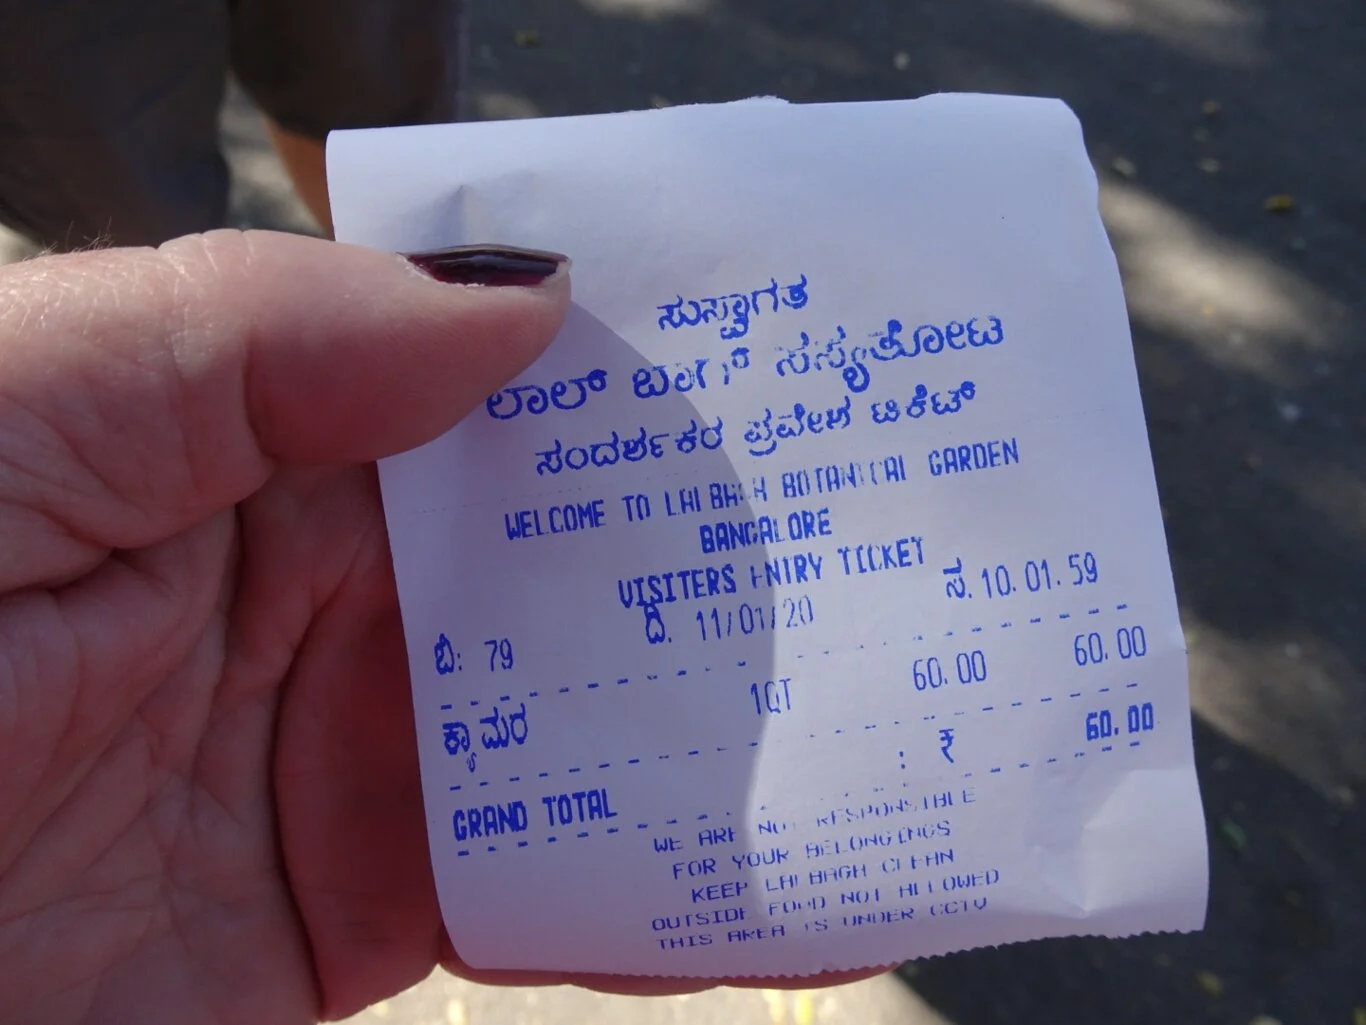 ಸುಸ್ವಾಗತ
ಲಾಲ್ ಬಾಗ್ ಸಸ್ಯತೋಟ
ಸಂದರ್ಶಕರ ಪ್ರವೇಶ ಟಿಕೆಟ್
WELCOME TO LALBAGH BOTANICAL GARDEN
BANGALORE
VISITERS ENTRY TICKET
ಬಿ: 79 ದಿ. 11/01/20 ಸ. 10.01.59
ಕ್ಯಾಮರ 1QT 60.00 60.00
GRAND TOTAL : ₹ 60.00
WE ARE NOT RESPONSIBLE
FOR YOUR BELONGINGS
KEEP LALBAGH CLEAN
OUTSIDE FOOD NOT ALLOWED
THIS AREA IS UNDER CCTV